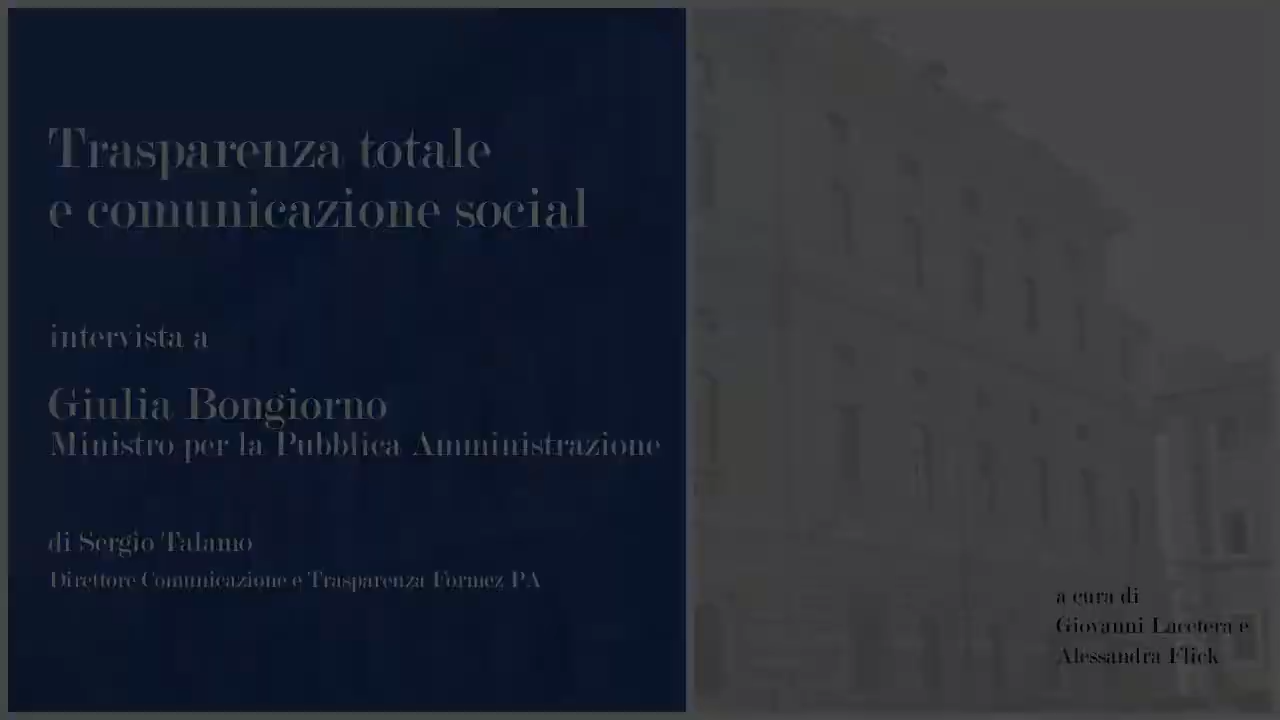 Trasparenza totale
e comunicazione social
intervista a
Giulia Bongiorno
Ministro per la Pubblica Amministrazione
di Sergio Talamo
Direttore Comunicazione e Trasparenza Formez PA
a cura di
Giovanni Lacetera e
Alessandra Flick